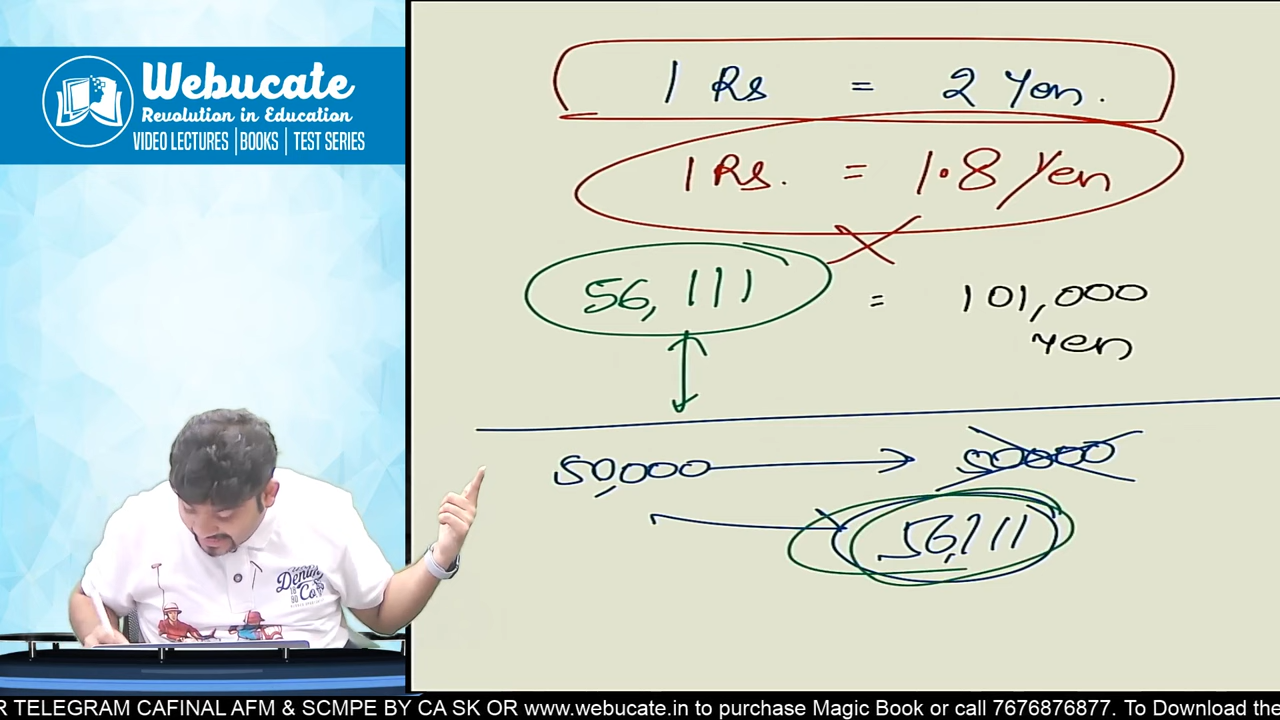 Webucate
Revolution in Education
VIDEO LECTURES | BOOKS | TEST SERIES
1 Rs = 2 Yen.
1 Rs. = 1.8 Yen
56,111 = 101,000
Yen
50,000
56,111
Denim
Co.
R TELEGRAM CAFINAL AFM & SCMPE BY CA SK OR www.webucate.in to purchase Magic Book or call 7676876877. To Download the